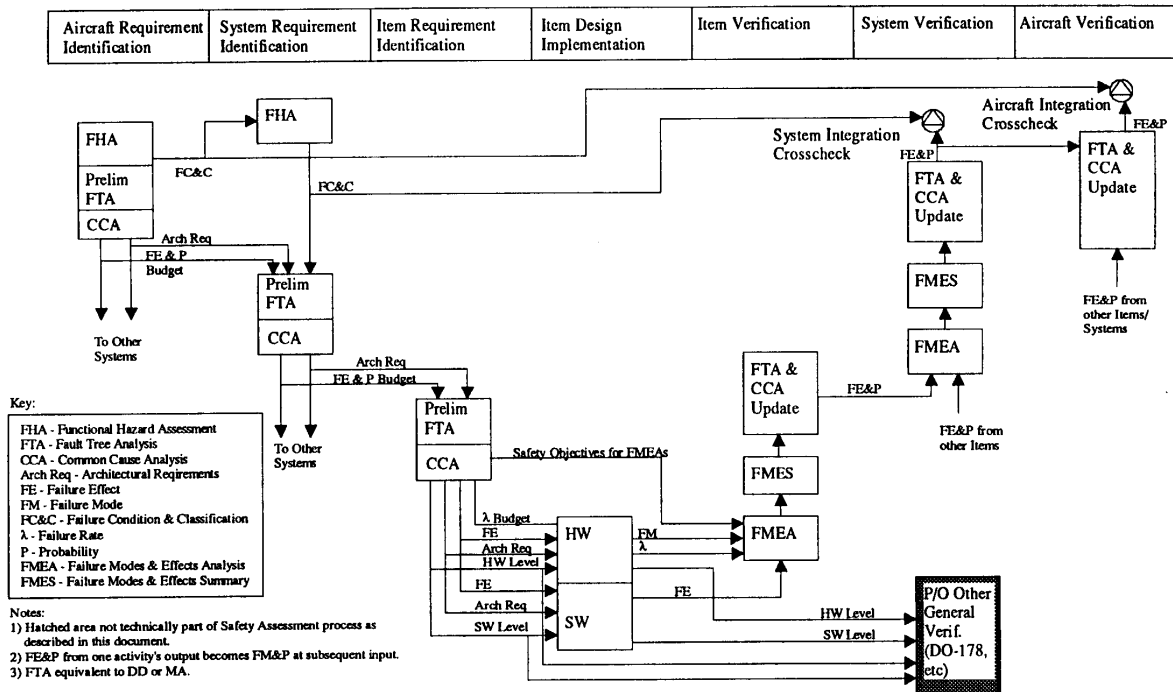 Aircraft Requirement
Identification
System Requirement
Identification
Item Requirement
Identification
Item Design
Implementation
Item Verification
System Verification
Aircraft Verification
FHA
Prelim
FTA
CCA
FC&C
FHA
FC&C
Arch Req
FE & P
Budget
To Other
Systems
Prelim
FTA
CCA
Arch Req
FE & P Budget
To Other
Systems
Prelim
FTA
CCA
Safety Objectives for FMEAs
λ Budget
FE
Arch Req
HW Level
FE
Arch Req
SW Level
HW
SW
FM
λ
FE
HW Level
SW Level
FMEA
FMES
FTA &
CCA
Update
FE&P
FMEA
FMES
FTA &
CCA
Update
FE&P
System Integration
Crosscheck
FE&P from
other Items
Aircraft Integration
Crosscheck
FE&P
FTA &
CCA
Update
FE&P from
other Items/
Systems
P/O Other
General
Verif.
(DO-178,
etc)
Key:
FHA - Functional Hazard Assessment
FTA - Fault Tree Analysis
CCA - Common Cause Analysis
Arch Req - Architectural Reqirements
FE - Failure Effect
FM - Failure Mode
FC&C - Failure Condition & Classification
λ - Failure Rate
P - Probability
FMEA - Failure Modes & Effects Analysis
FMES - Failure Modes & Effects Summary
Notes:
1) Hatched area not technically part of Safety Assessment process as
described in this document.
2) FE&P from one activity's output becomes FM&P at subsequent input.
3) FTA equivalent to DD or MA.